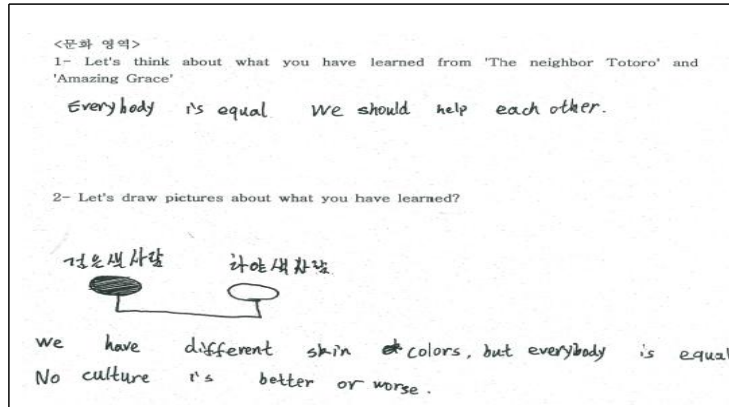 <문화 영역>
1- Let's think about what you have learned from 'The neighbor Totoro' and
'Amazing Grace'
Everybody is equal we should help each other.
2- Let's draw pictures about what you have learned?
검은색사람 하야색사람
we have different skin colors, but everybody is equal
No culture is better or worse.